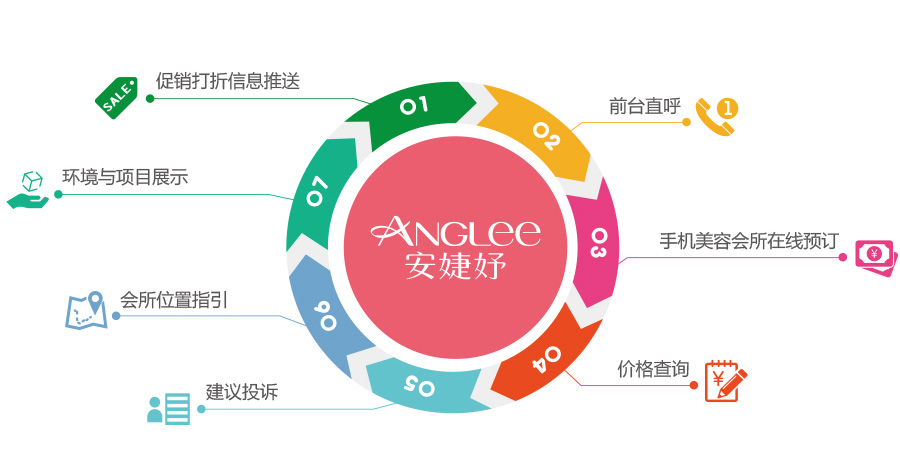 促销打折信息推送
SALE
01
前台直呼
1
02
环境与项目展示
07
手机美容会所在线预订
¥
03
ANGLEE
安婕妤
会所位置指引
06
价格查询
¥
04
建议投诉
05